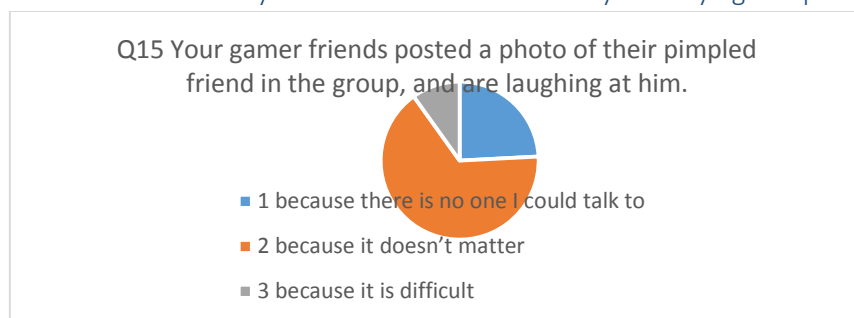 Q15 Your gamer friends posted a photo of their pimpled
friend in the group, and are laughing at him.
1 because there is no one I could talk to
2 because it doesn’t matter
3 because it is difficult